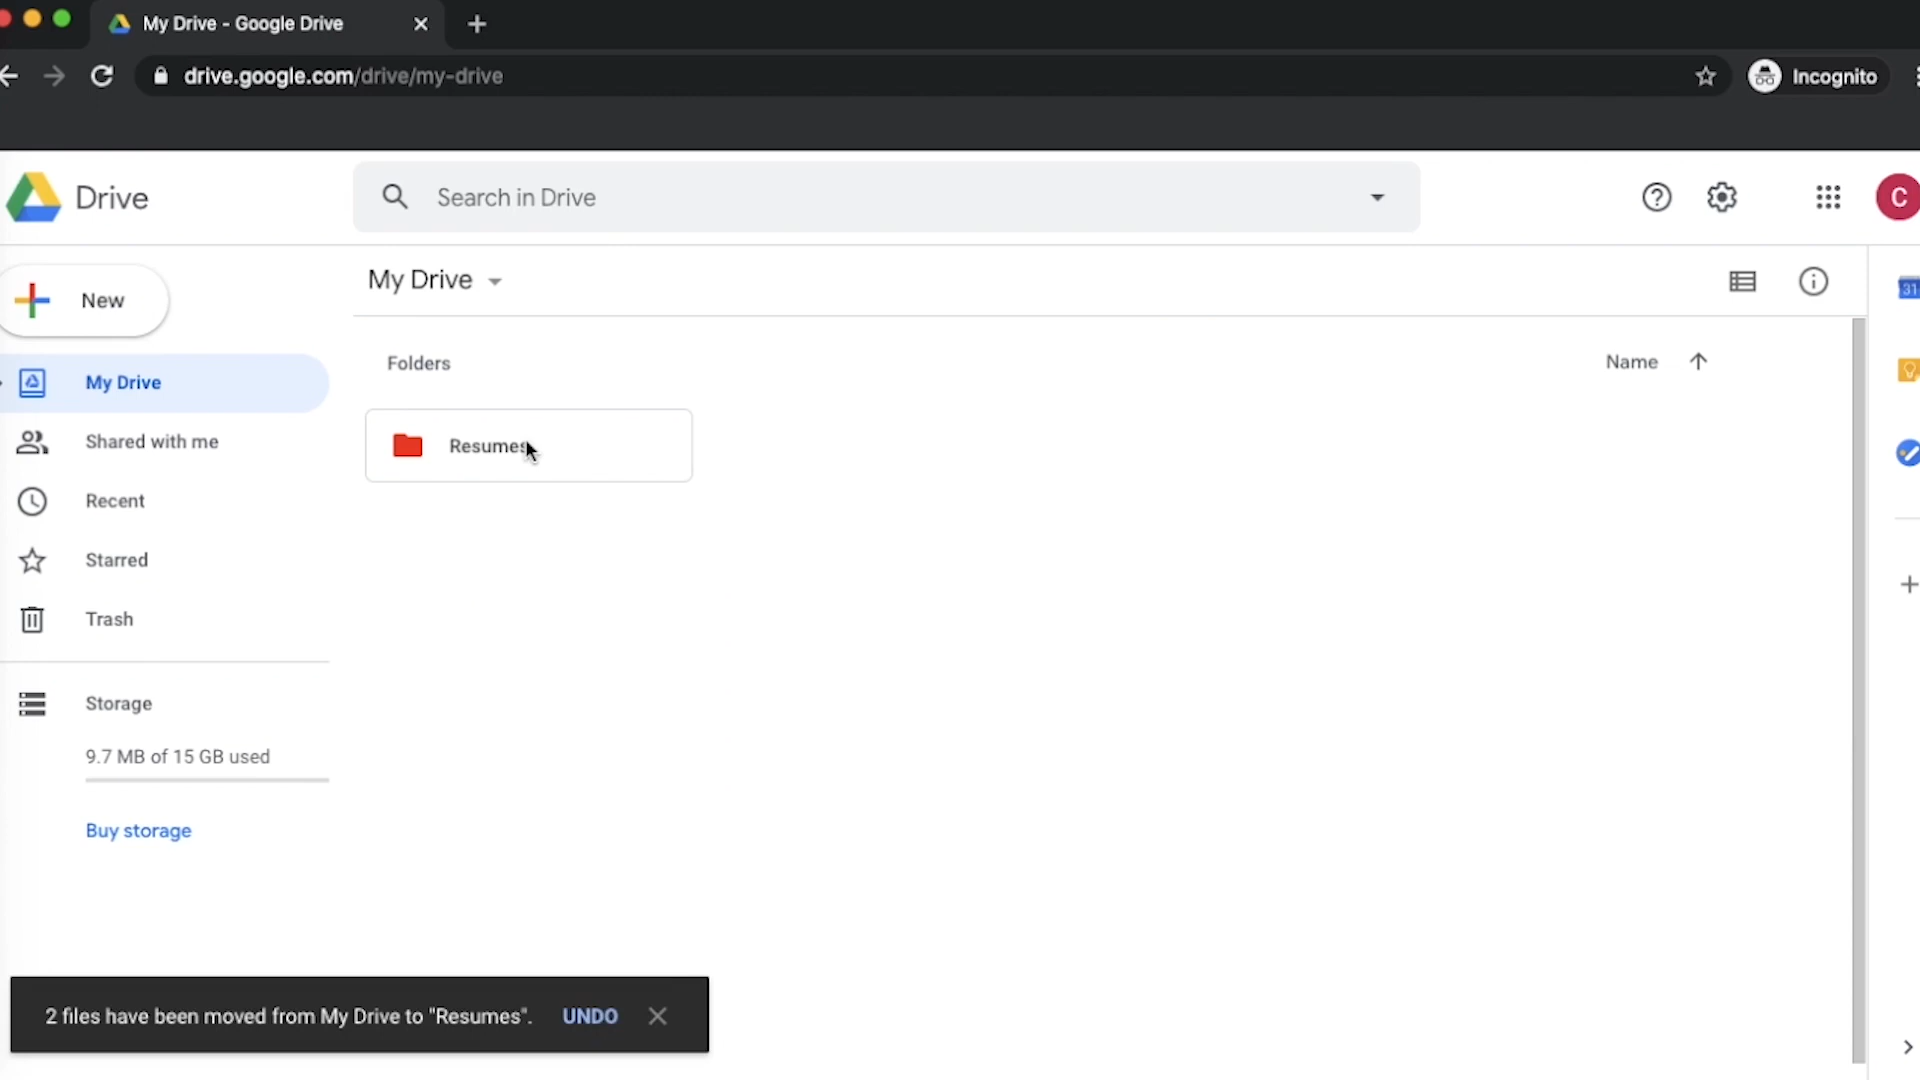 My Drive - Google Drive
drive.google.com/drive/my-drive
Incognito
Drive
Search in Drive
C
New
My Drive
31
My Drive
Folders
Name
Shared with me
Resumes
Recent
Starred
Trash
Storage
9.7 MB of 15 GB used
Buy storage
2 files have been moved from My Drive to "Resumes". UNDO